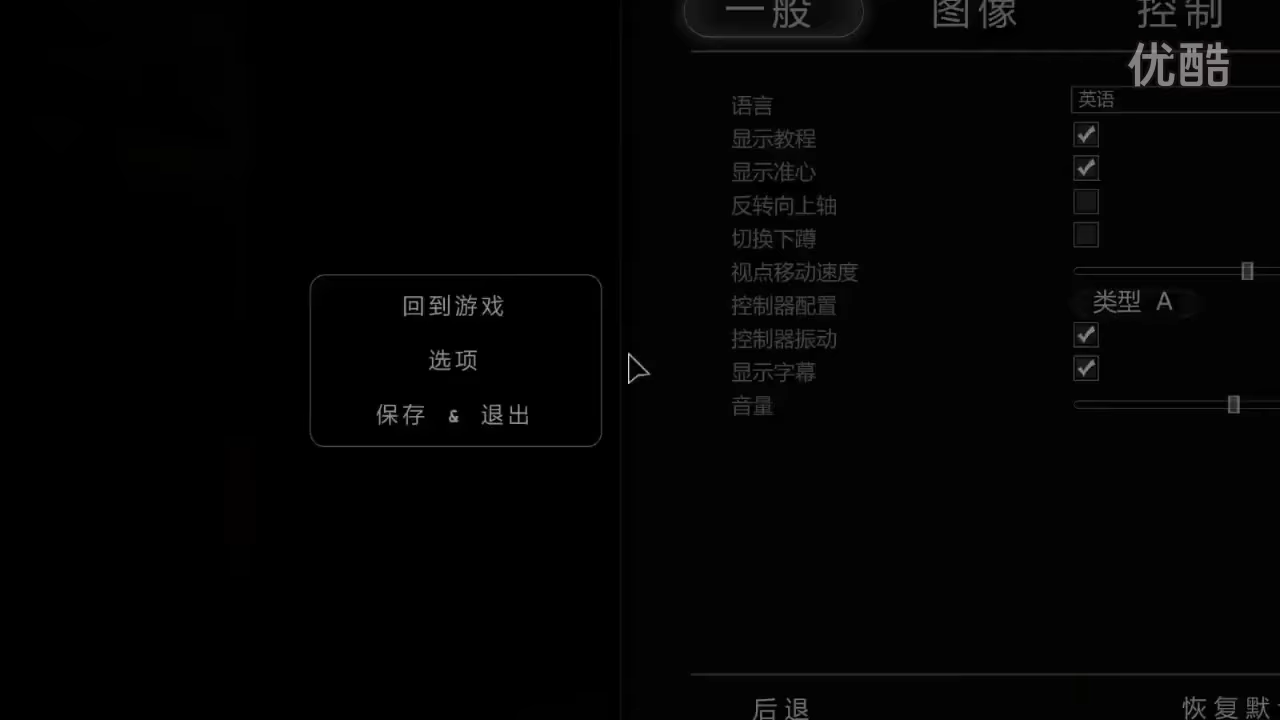 一般 图像 控制
优酷
语言 英语
显示教程
显示准心
反转向上轴
切换下蹲
视点移动速度
控制器配置 类型 A
控制器振动
显示字幕
音量
回到游戏
选项
保存 & 退出
后退 恢复默